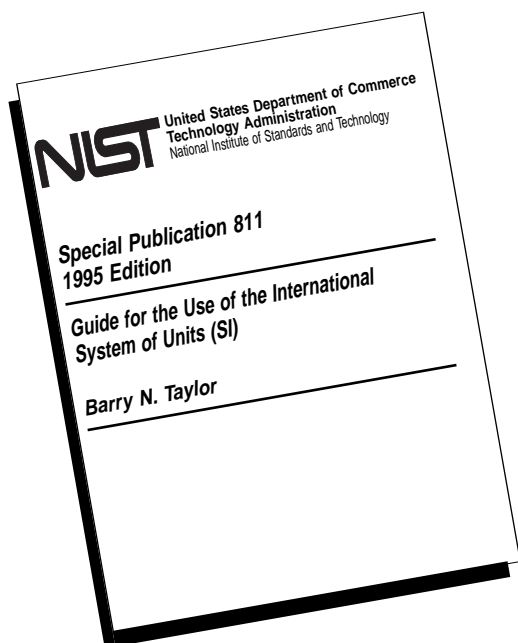 NIST
United States Department of Commerce
Technology Administration
National Institute of Standards and Technology
Special Publication 811
1995 Edition
Guide for the Use of the International
System of Units (SI)
Barry N. Taylor